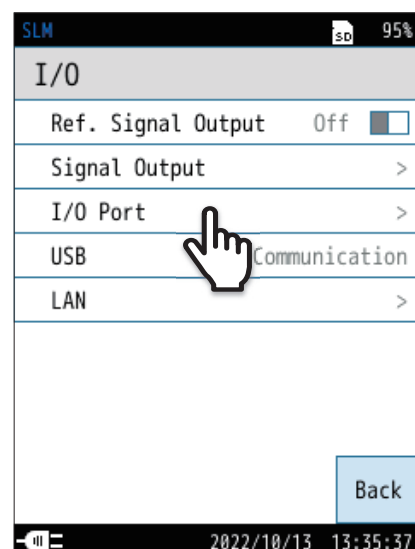 SLM SD 95%
I/O
Ref. Signal Output Off
Signal Output >
I/O Port >
USB Communication
LAN >
Back
2022/10/13 13:35:37